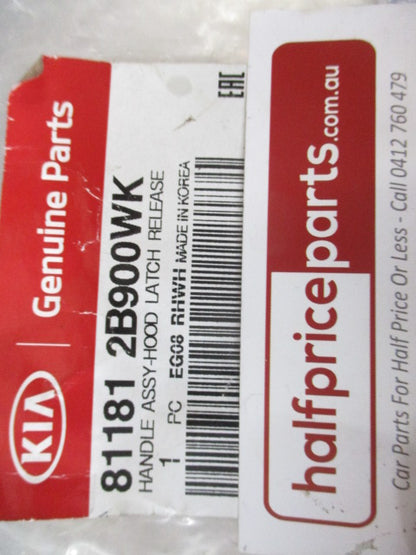 KIA
Genuine Parts
81181 2B900WK
HANDLE ASSY-HOOD LATCH RELEASE
1 PC EG08 RHWH MADE IN KOREA
EAC
halfpriceparts.com.au
Car Parts For Half Price Or Less - Call 0412 760 479